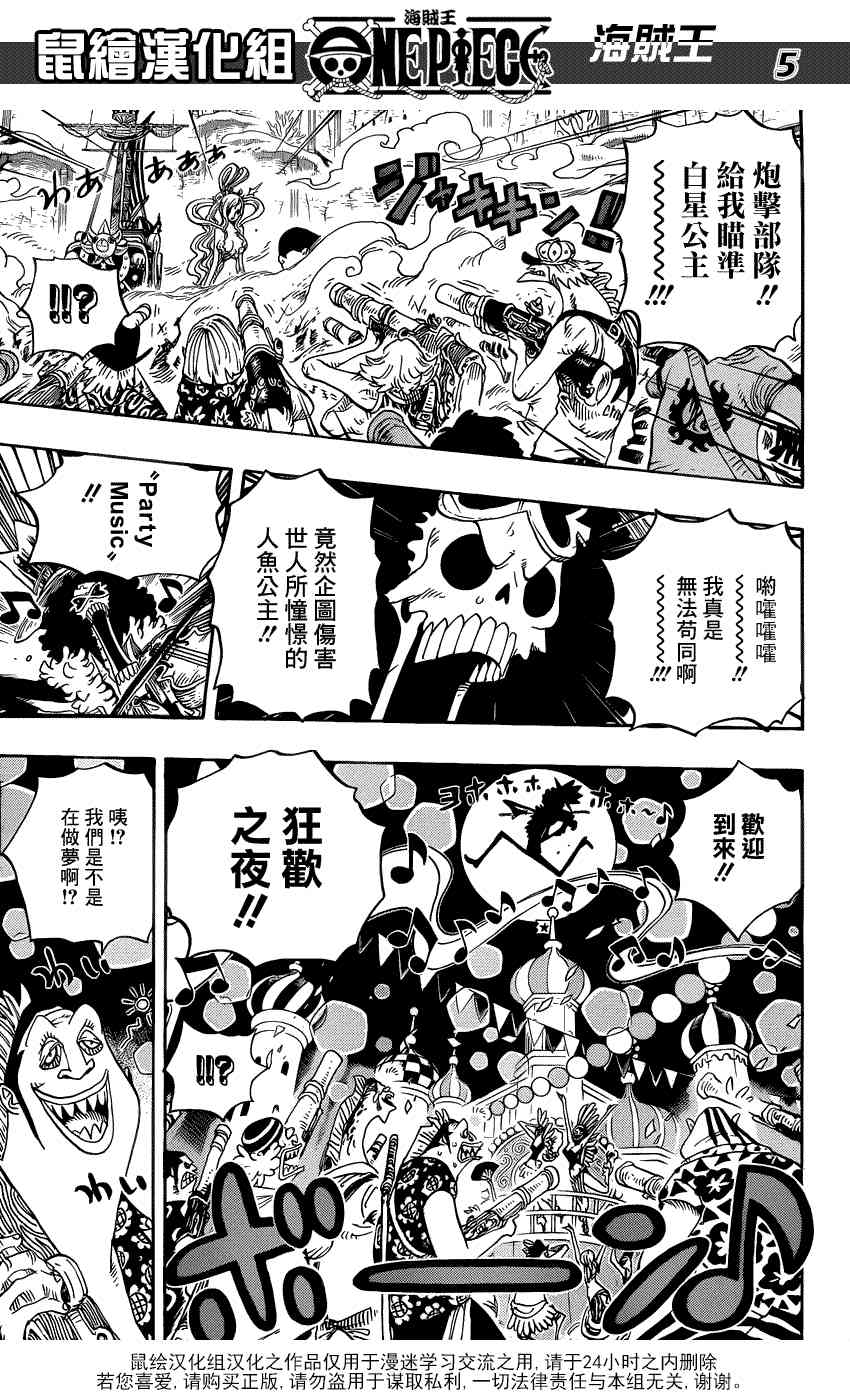 鼠繪漢化組
海賊王
ONE PIECE
海賊王
5
炮擊部隊!!
給我瞄準
白星公主
〰〰!!!
ジャキキン!!
わあ
あぁぁ
!!?
喲嚯嚯嚯
〰〰
我真是
〰〰!!
無法苟同啊
〰〰!!!
竟然企圖傷害
世人所憧憬的
人魚公主!!
"Party
Music"
!!
歡迎
到來!!
ヨホホホ
ホ〜〜
狂歡
之夜!!
!!?
ボーン♪
咦!?
我們是不是
在做夢啊!?
わい
わい
鼠绘汉化组汉化之作品仅用于漫迷学习交流之用, 请于24小时之内删除
若您喜爱, 请购买正版, 请勿盗用于谋取私利, 一切法律责任与本组无关, 谢谢。